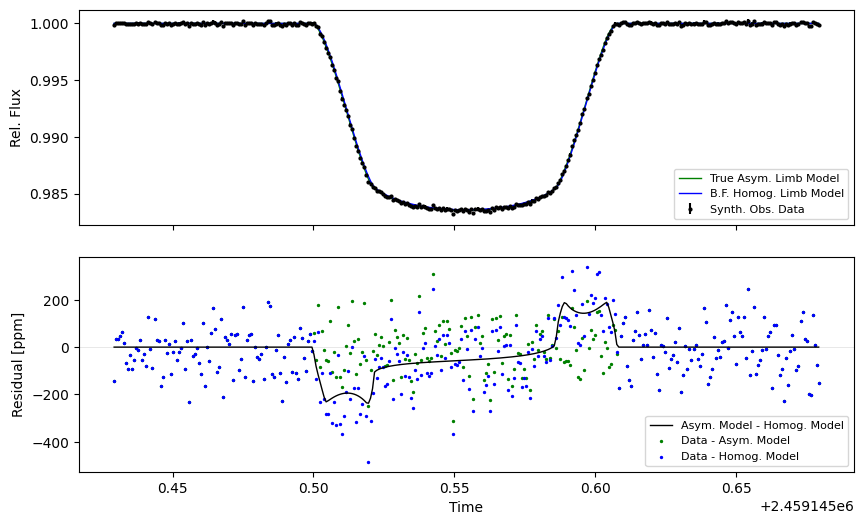 1.000
0.995
0.990
0.985
Rel. Flux
True Asym. Limb Model
B.F. Homog. Limb Model
Synth. Obs. Data
200
0
−200
−400
Residual [ppm]
Asym. Model - Homog. Model
Data - Asym. Model
Data - Homog. Model
0.45 0.50 0.55 0.60 0.65
Time
+2.459145e6